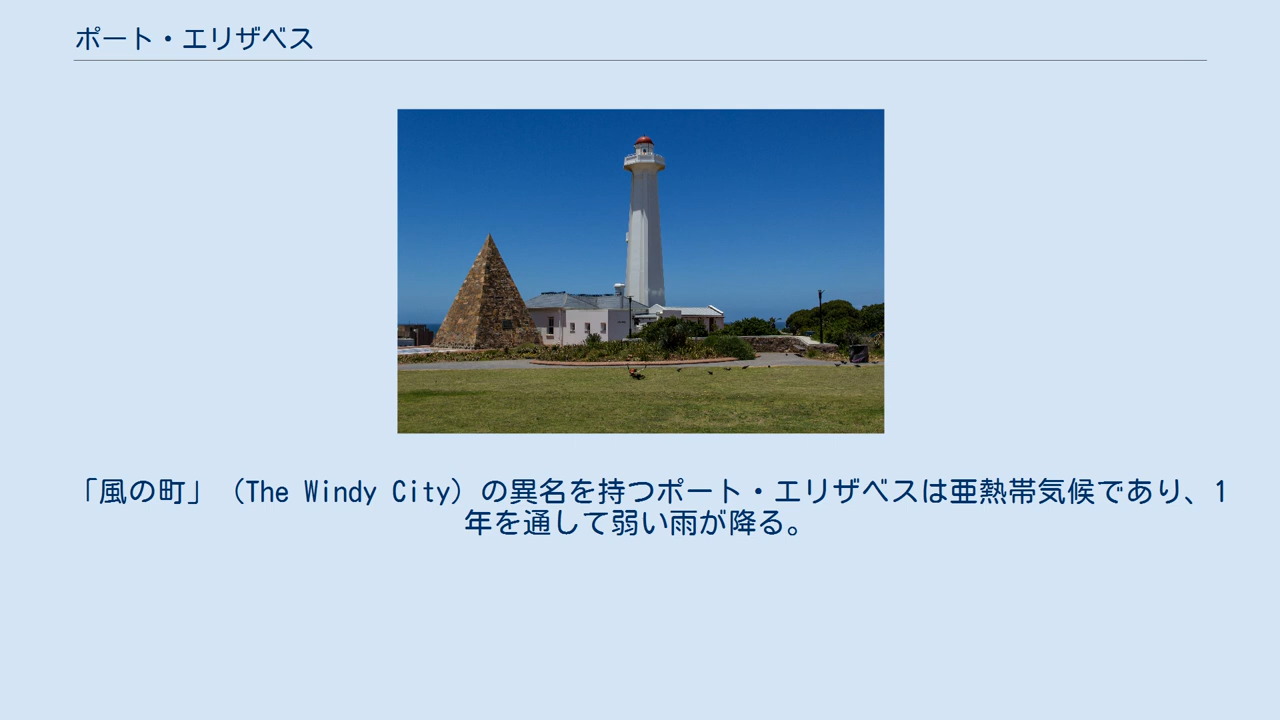 ポート・エリザベス
「風の町」（The Windy City）の異名を持つポート・エリザベスは亜熱帯気候であり、1
年を通して弱い雨が降る。